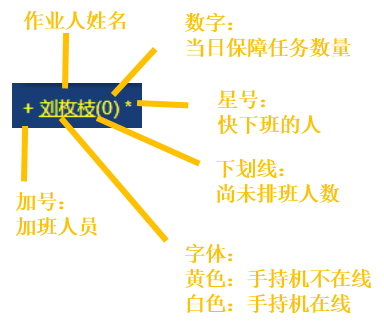 作业人姓名
数字：
当日保障任务数量
+ 刘枚枝(0) *
星号：
快下班的人
下划线：
尚未排班人数
加号：
加班人员
字体：
黄色：手持机不在线
白色：手持机在线